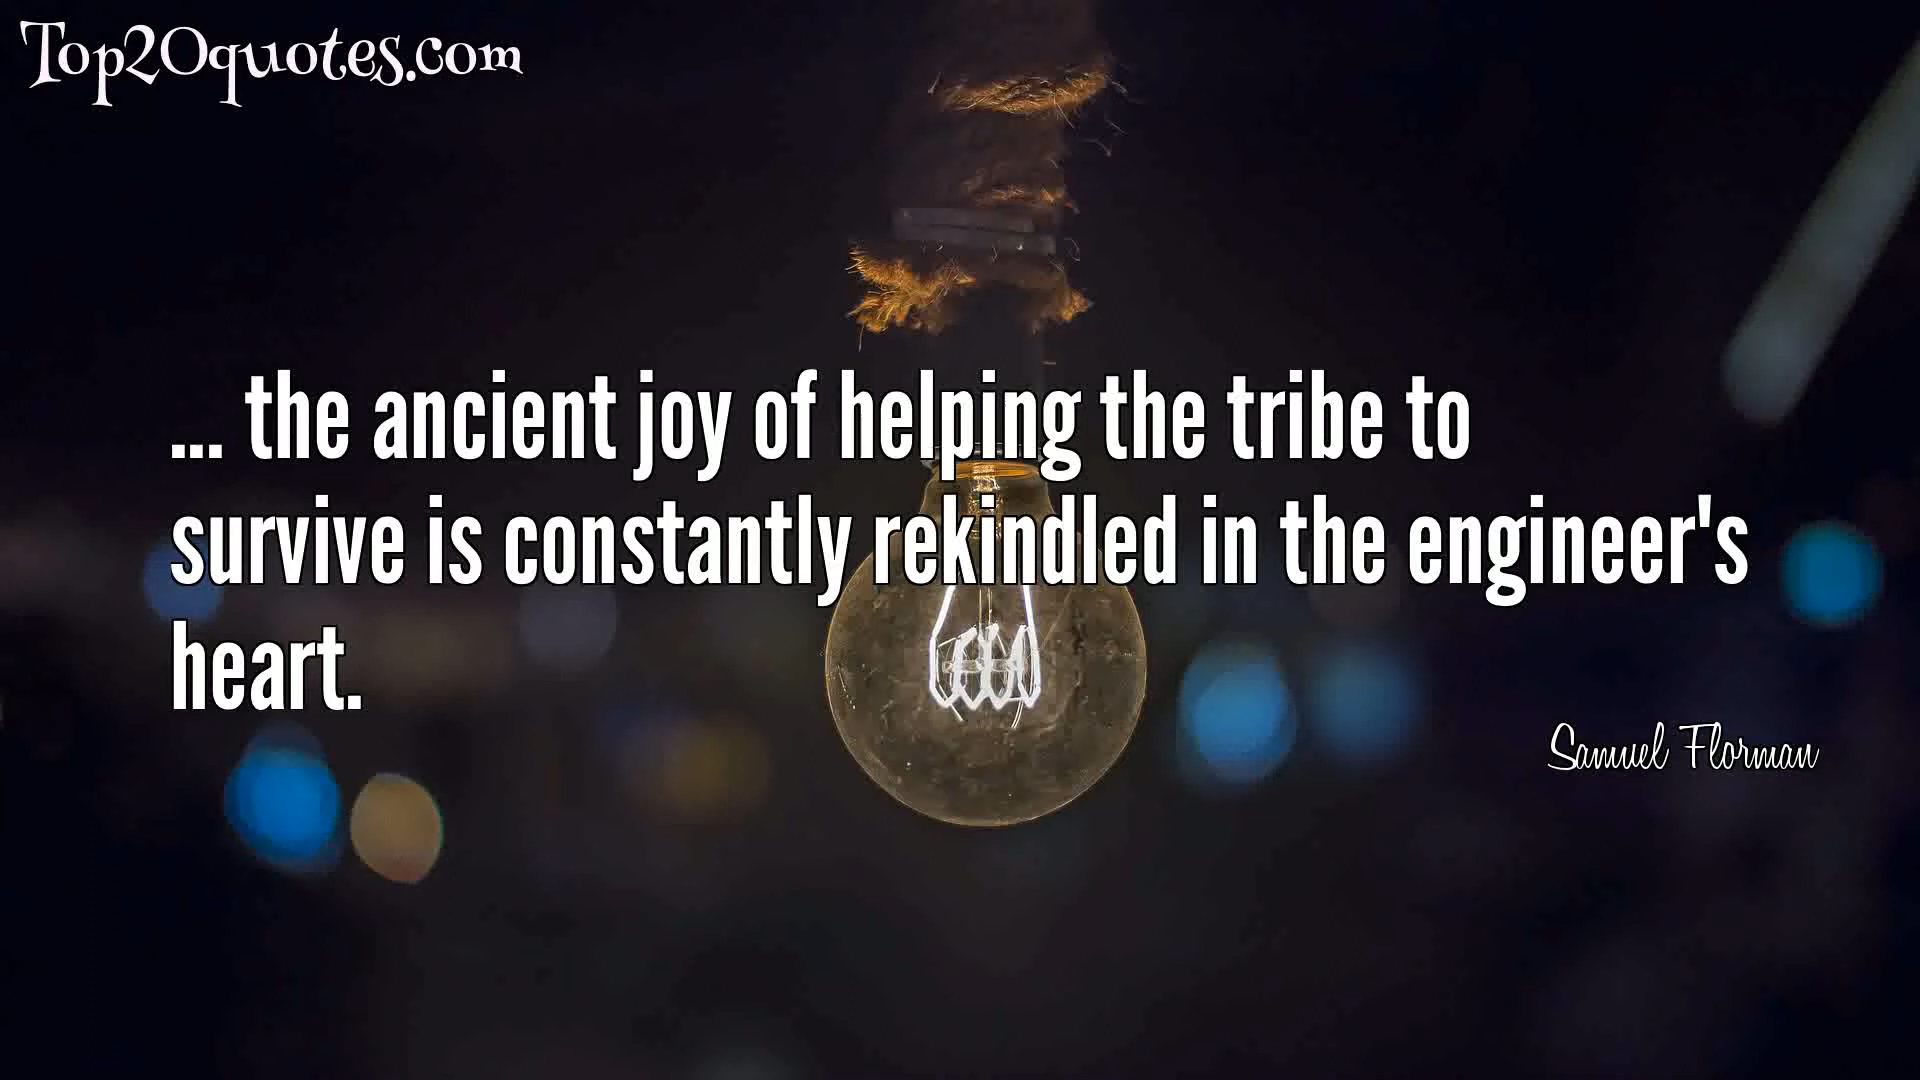 Top20quotes.com
... the ancient joy of helping the tribe to
survive is constantly rekindled in the engineer's
heart.
Samuel Florman